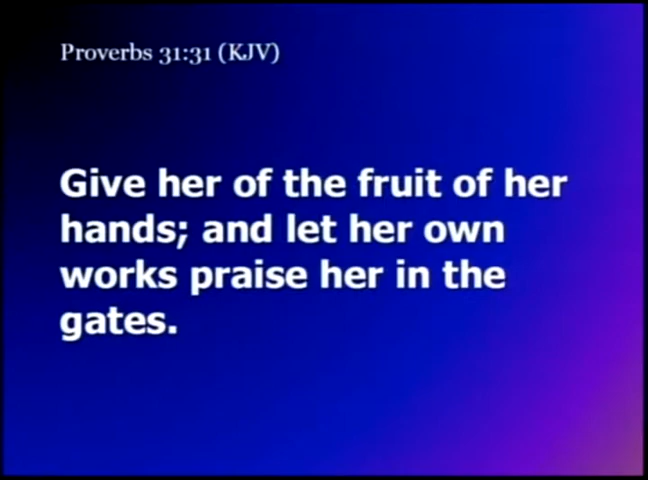 Proverbs 31:31 (KJV)
Give her of the fruit of her
hands; and let her own
works praise her in the
gates.